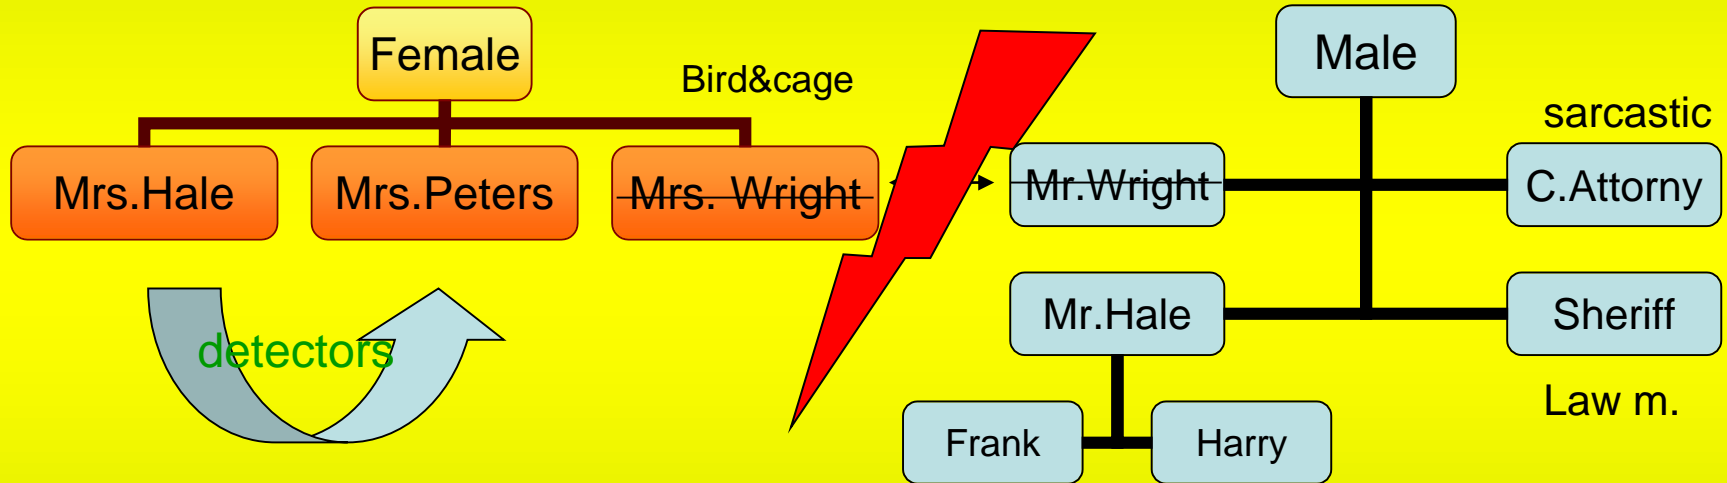 Female
Bird&cage
Mrs.Hale
Mrs.Peters
Mrs. Wright
detectors
Male
sarcastic
Mr.Wright
C.Attorny
Mr.Hale
Sheriff
Law m.
Frank
Harry